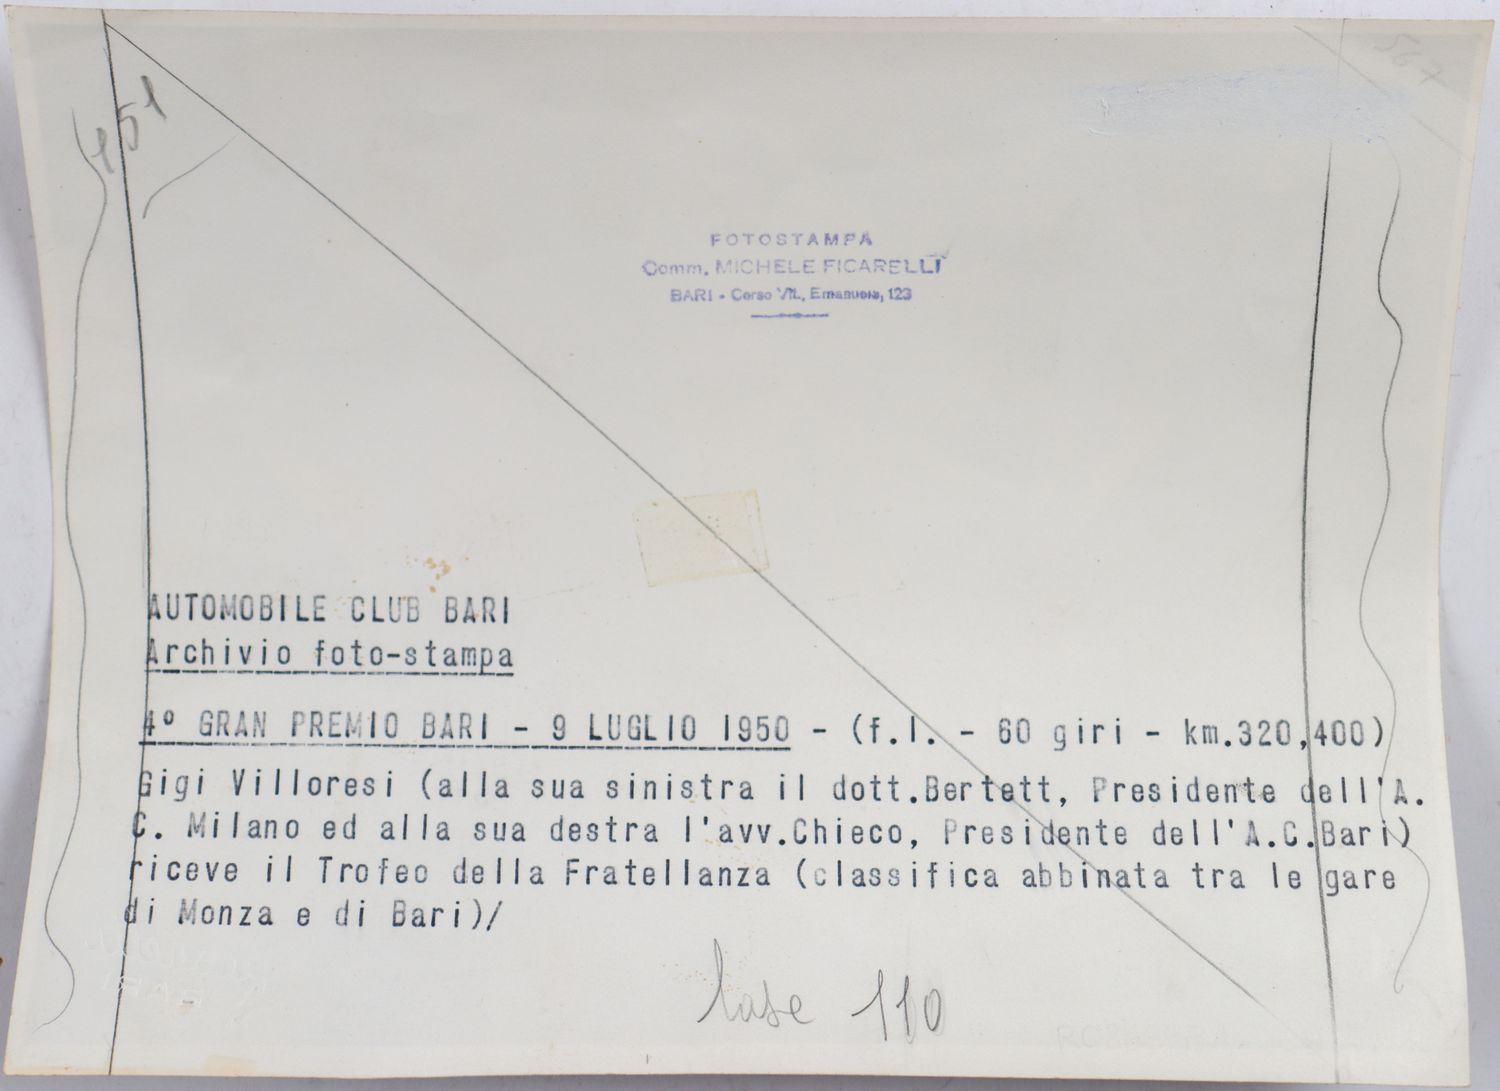 151
567
FOTOSTAMPA
Comm. MICHELE FICARELLI
BARI - Corso Vitt. Emanuele, 123
AUTOMOBILE CLUB BARI
Archivio foto-stampa
4° GRAN PREMIO BARI - 9 LUGLIO 1950 - (f.l. - 60 giri - km.320,400)
Gigi Villoresi (alla sua sinistra il dott.Bertett, Presidente dell'A.
C. Milano ed alla sua destra l'avv.Chieco, Presidente dell'A.C.Bari)
riceve il Trofeo della Fratellanza (classifica abbinata tra le gare
di Monza e di Bari)/
base 110